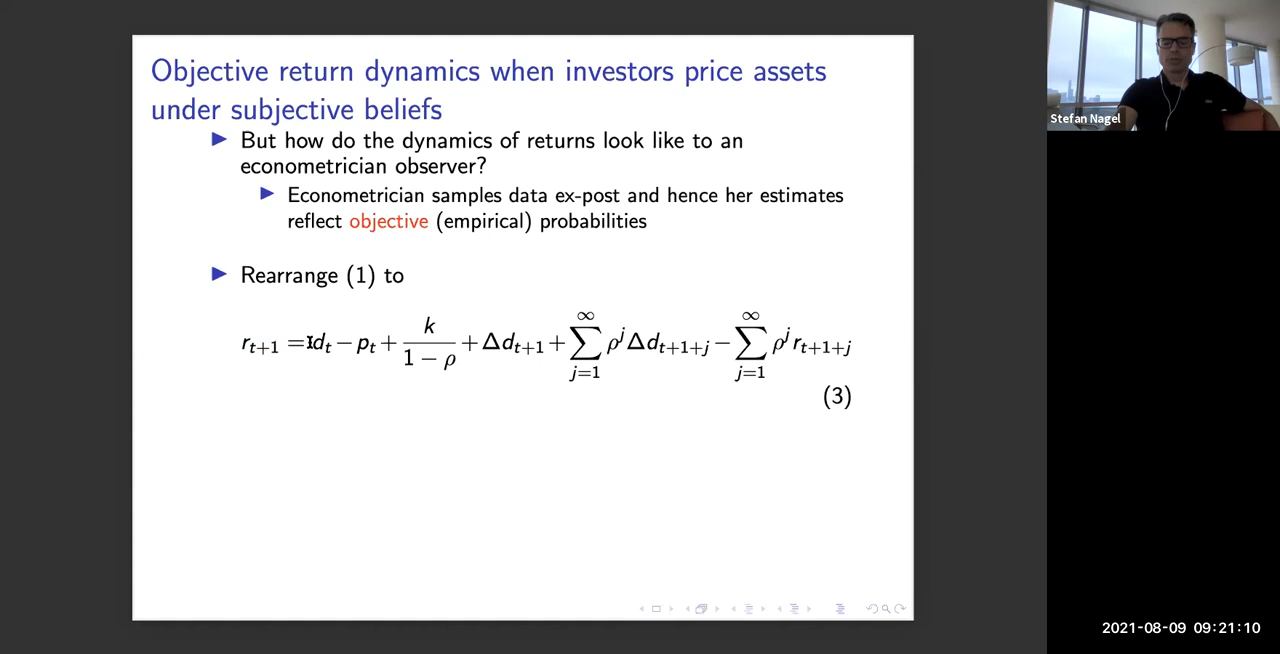 Objective return dynamics when investors price assets
under subjective beliefs
▶ But how do the dynamics of returns look like to an
econometrician observer?
▶ Econometrician samples data ex-post and hence her estimates
reflect objective (empirical) probabilities
▶ Rearrange (1) to
r_{t+1} = d_t − p_t + \frac{k}{1 − ρ} + Δd_{t+1} + \sum_{j=1}^{∞} ρ^j Δd_{t+1+j} − \sum_{j=1}^{∞} ρ^j r_{t+1+j}
(3)
Stefan Nagel
2021-08-09 09:21:10